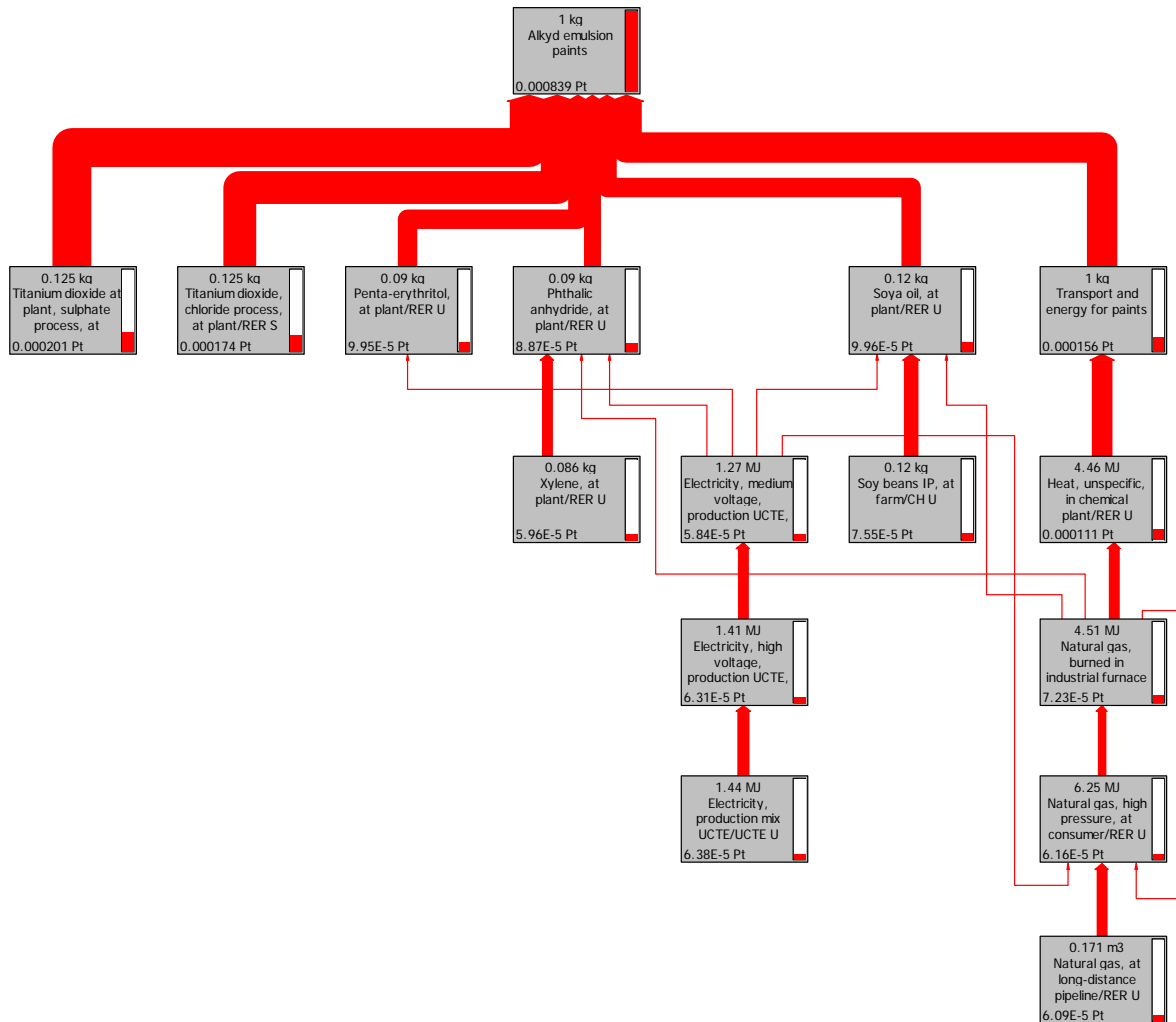 1 kg
Alkyd emulsion
paints
0.000839 Pt
0.125 kg
Titanium dioxide at
plant, sulphate
process, at
0.000201 Pt
0.125 kg
Titanium dioxide,
chloride process,
at plant/RER S
0.000174 Pt
0.09 kg
Penta-erythritol,
at plant/RER U
9.95E-5 Pt
0.09 kg
Phthalic
anhydride, at
plant/RER U
8.87E-5 Pt
0.12 kg
Soya oil, at
plant/RER U
9.96E-5 Pt
1 kg
Transport and
energy for paints
0.000156 Pt
0.086 kg
Xylene, at
plant/RER U
5.96E-5 Pt
1.27 MJ
Electricity, medium
voltage,
production UCTE,
5.84E-5 Pt
0.12 kg
Soy beans IP, at
farm/CH U
7.55E-5 Pt
4.46 MJ
Heat, unspecific,
in chemical
plant/RER U
0.000111 Pt
1.41 MJ
Electricity, high
voltage,
production UCTE,
6.31E-5 Pt
4.51 MJ
Natural gas,
burned in
industrial furnace
7.23E-5 Pt
1.44 MJ
Electricity,
production mix
UCTE/UCTE U
6.38E-5 Pt
6.25 MJ
Natural gas, high
pressure, at
consumer/RER U
6.16E-5 Pt
0.171 m3
Natural gas, at
long-distance
pipeline/RER U
6.09E-5 Pt